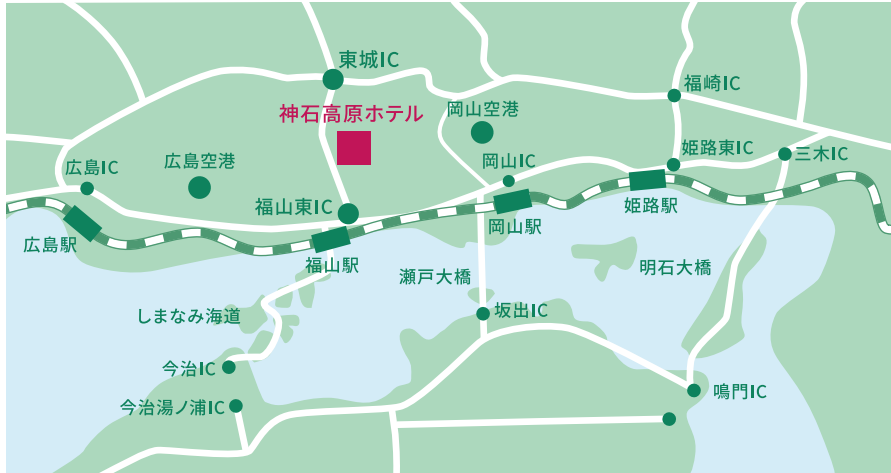 東城IC
福崎IC
神石高原ホテル
岡山空港
姫路東IC
三木IC
広島IC
広島空港
岡山IC
福山東IC
姫路駅
岡山駅
広島駅
福山駅
瀬戸大橋
明石大橋
しまなみ海道
坂出IC
今治IC
鳴門IC
今治湯ノ浦IC